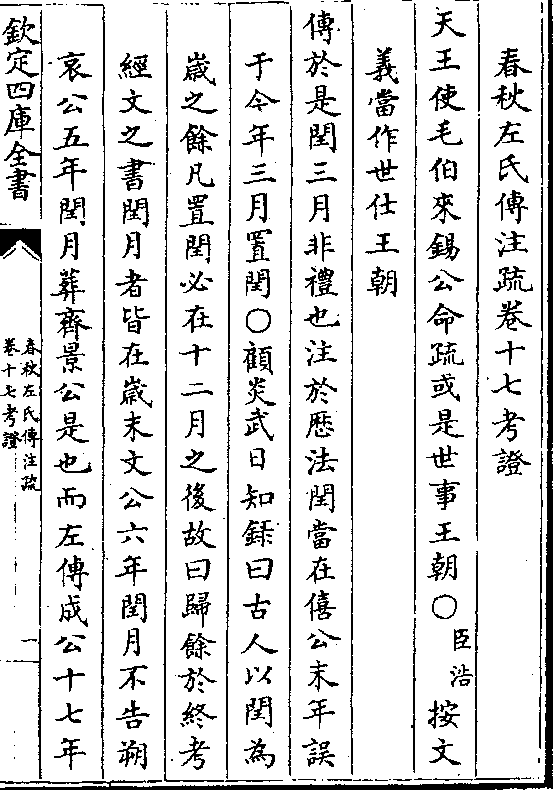 春秋左氏傳注疏卷十七考證
天王使毛伯來錫公命疏或是世事王朝○臣浩按文
義當作世仕王朝
傳於是閏三月非禮也注於歷法閏當在僖公末年誤
于今年三月置閏○顧炎武日知錄曰古人以閏為
歲之餘凡置閏必在十二月之後故曰歸餘於終考
經文之書閏月者皆在歲末文公六年閏月不告朔
哀公五年閏月葬齊景公是也而左傳成公十七年
欽定四庫全書
春秋左氏傳注疏
卷十七考證
一